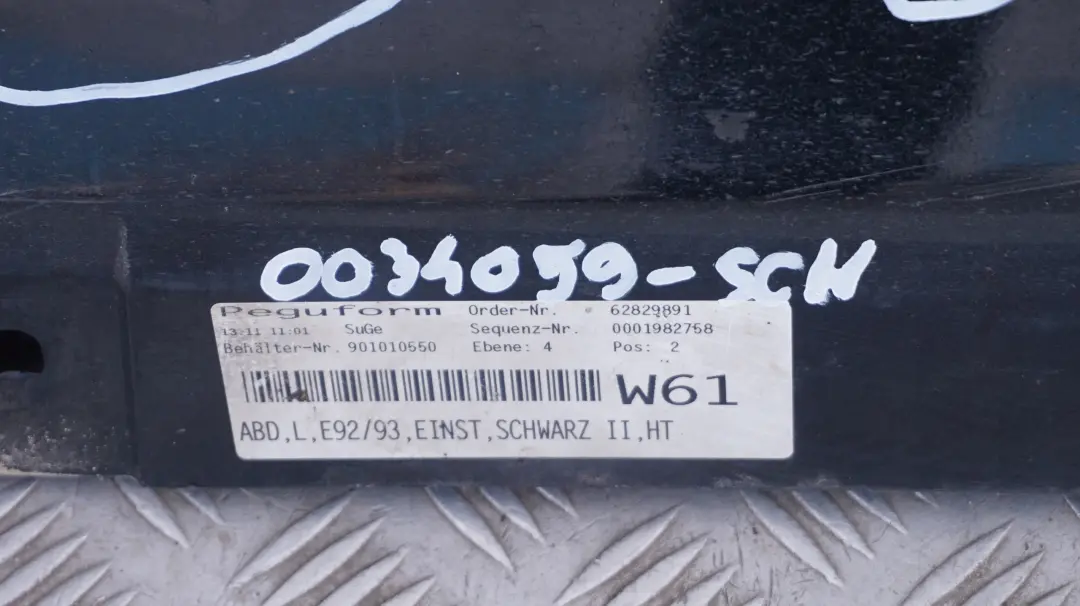 0034099-SCH
Peguform Order-Nr. 62829891
13.11 11:01 SuGe Sequenz-Nr. 0001982758
Behälter-Nr. 901010550 Ebene: 4 Pos: 2
W61
ABD,L,E92/93,EINST,SCHWARZ II,HT